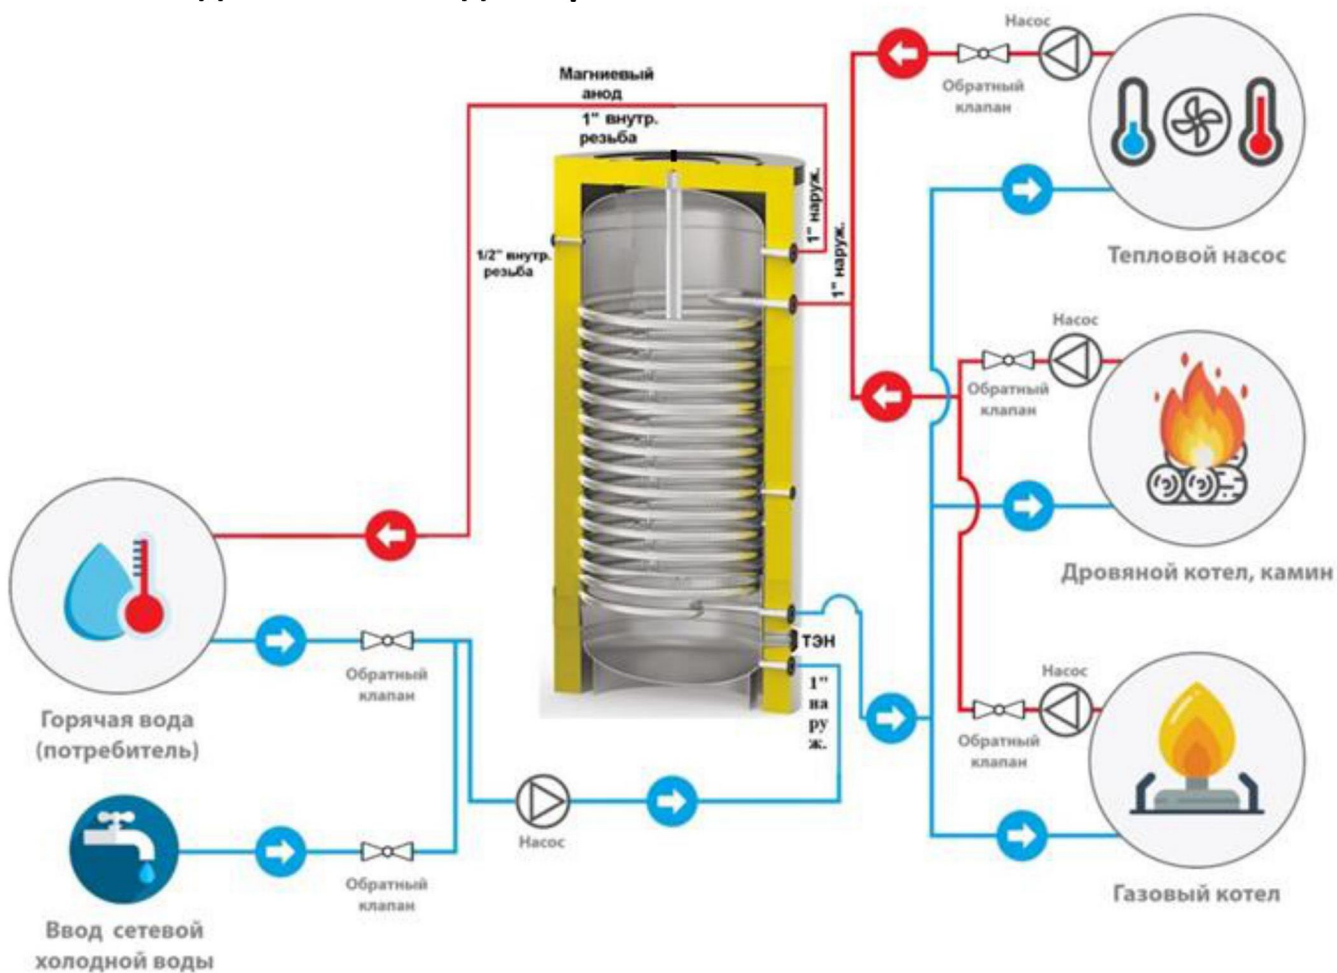 Насос
Обратный
клапан
Тепловой насос
Магниевый
анод
1" внутр.
резьба
1/2" внутр.
резьба
1" наруж.
1" наруж.
Насос
Обратный
клапан
Дровяной котел, камин
ТЭН
1"
на
ру
ж.
Горячая вода
(потребитель)
Обратный
клапан
Насос
Обратный
клапан
Газовый котел
Насос
Обратный
клапан
Ввод сетевой
холодной воды